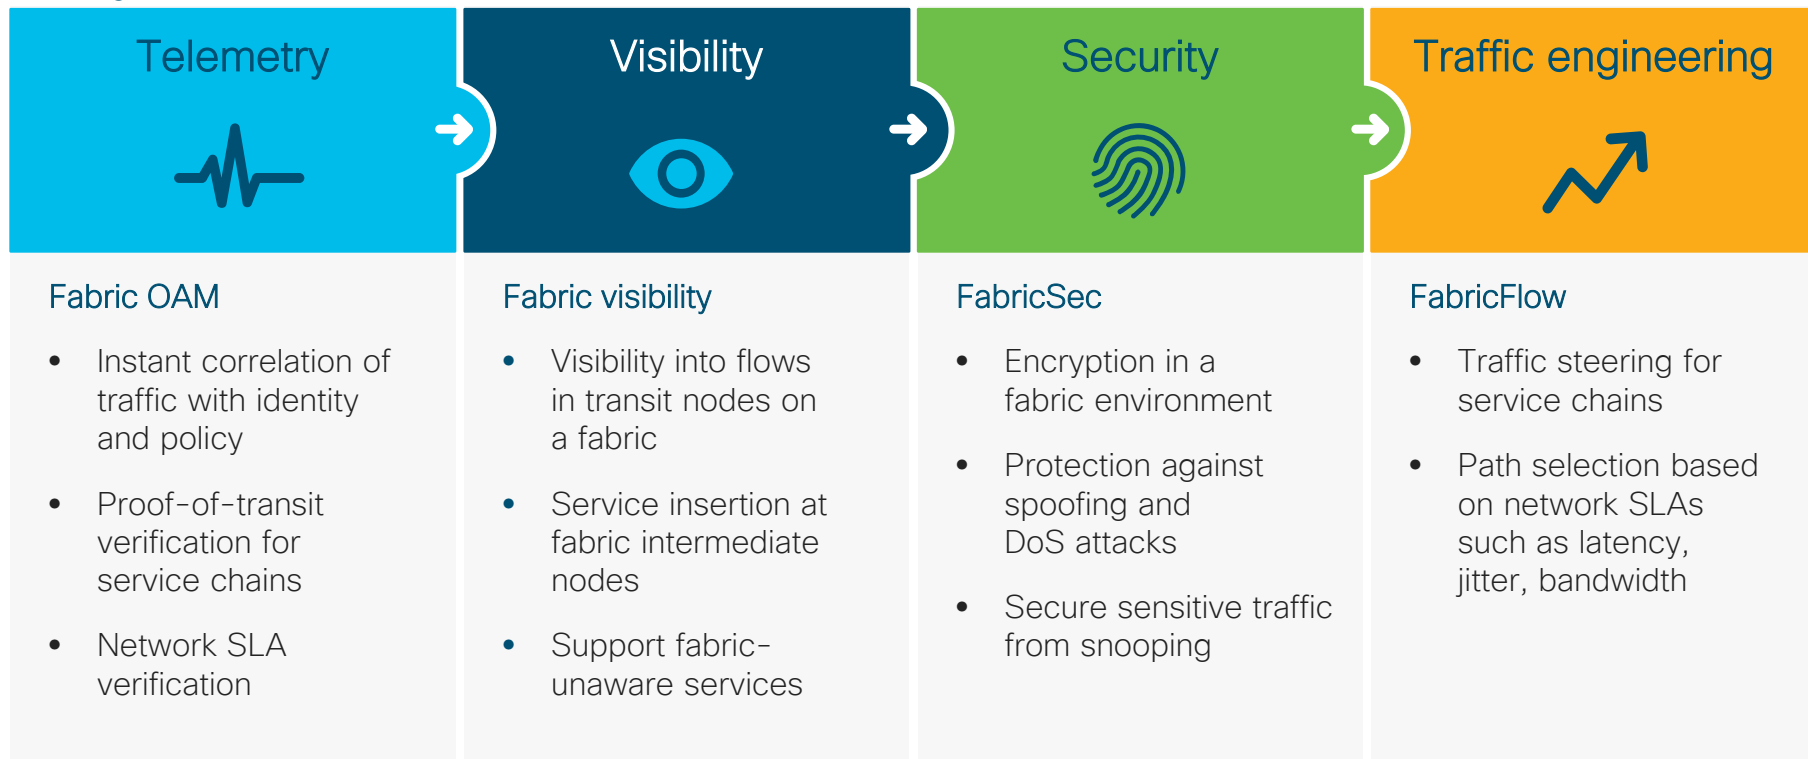 Telemetry
Visibility
Security
Traffic engineering
Fabric OAM
• Instant correlation of
traffic with identity
and policy
• Proof-of-transit
verification for
service chains
• Network SLA
verification
Fabric visibility
• Visibility into flows
in transit nodes on
a fabric
• Service insertion at
fabric intermediate
nodes
• Support fabric-
unaware services
FabricSec
• Encryption in a
fabric environment
• Protection against
spoofing and
DoS attacks
• Secure sensitive traffic
from snooping
FabricFlow
• Traffic steering for
service chains
• Path selection based
on network SLAs
such as latency,
jitter, bandwidth